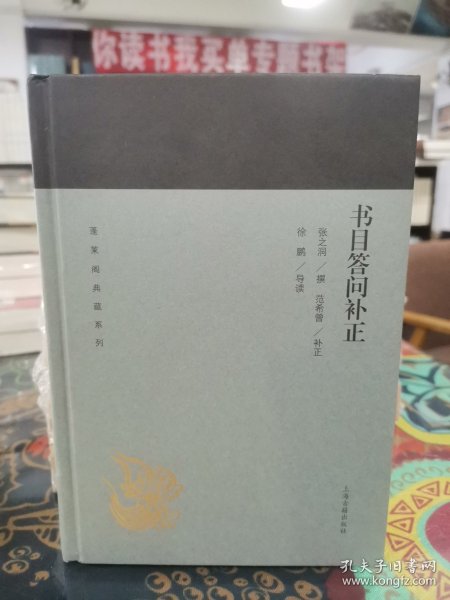 你读书我买单专题书架
书目答问补正
张之洞／撰 范希曾／补正
徐鹏／导读
蓬莱阁典藏系列
上海古籍出版社
孔夫子旧书网
www.kongfz.com